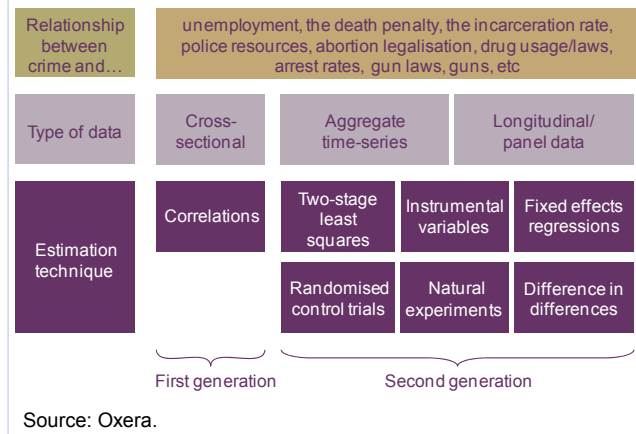 Relationship
between
crime and…
unemployment, the death penalty, the incarceration rate,
police resources, abortion legalisation, drug usage/laws,
arrest rates, gun laws, guns, etc
Type of data
Cross-
sectional
Aggregate
time-series
Longitudinal/
panel data
Estimation
technique
Correlations
Two-stage
least
squares
Instrumental
variables
Fixed effects
regressions
Randomised
control trials
Natural
experiments
Difference in
differences
First generation
Second generation
Source: Oxera.